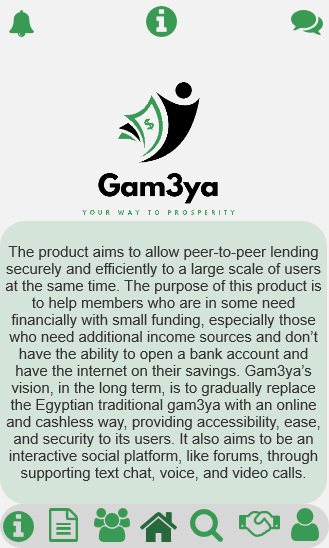 $
Gam3ya
YOUR WAY TO PROSPERITY
The product aims to allow peer-to-peer lending
securely and efficiently to a large scale of users
at the same time. The purpose of this product is
to help members who are in some need
financially with small funding, especially those
who need additional income sources and don't
have the ability to open a bank account and
have the internet on their savings. Gam3ya's
vision, in the long term, is to gradually replace
the Egyptian traditional gam3ya with an online
and cashless way, providing accessibility, ease,
and security to its users. It also aims to be an
interactive social platform, like forums, through
supporting text chat, voice, and video calls.